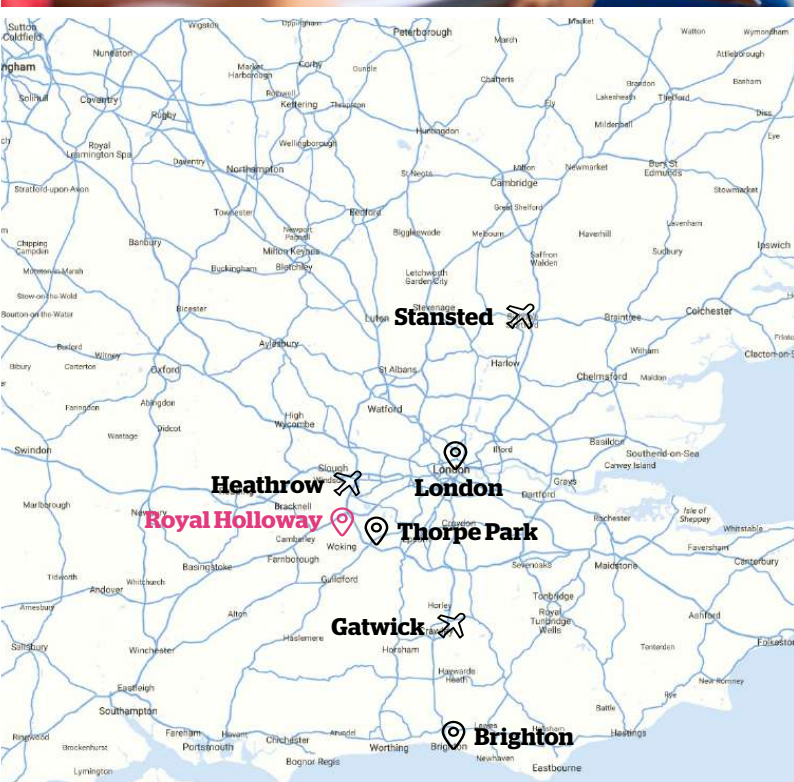 Sutton
Coldfield
Wigston
Uppingham
Peterborough
March
Market
Watton
Wymondham
Attleborough
Nuneaton
ngham
Market
Harborough
Corby
Oundle
Chatteris
Brandon
Banham
Solihull
Coventry
Rothwell
Kettering
Thrapston
Ely
Lakenheath
Thetford
Diss
Rugby
Mildenhall
Eye
Huntingdon
Wellingborough
ch
Royal
Leamington Spa
Daventry
Northampton
St Neots
Milton
Cambridge
Newmarket
Bury St
Edmunds
Stratford-upon-Avon
Stowmarket
Towcester
Bedford
Great Shelford
Newport
Pagnell
Biggleswade
Melbourn
Haverhill
Lavenham
m
Chipping
Campden
Banbury
Milton Keynes
Bletchley
Saffron
Walden
Sudbury
Ipswich
Moreton-in-Marsh
Buckingham
Letchworth
Garden City
Stow-on-the-Wold
Bourton-on-the-Water
Bicester
Luton
Stevenage
Stansted
Braintree
Colchester
Aylesbury
Burford
Witney
Witham
Clacton-on-S
Bibury
Carterton
Oxford
St Albans
Harlow
Chelmsford
Maldon
Faringdon
Abingdon
Watford
Didcot
High
Wycombe
Wantage
Swindon
London
Ilford
Basildon
Southend-on-Sea
Canvey Island
Slough
Windsor
Heathrow
London
Grays
Dartford
Marlborough
Bracknell
Royal Holloway
Croydon
Rochester
Isle of
Sheppey
Whitstable
Thorpe Park
Camberley
Woking
Farnborough
Faversham
Canterbury
Basingstoke
Sevenoaks
Maidstone
Tidworth
Whitchurch
Andover
Guildford
Amesbury
Alton
Horley
Tonbridge
Royal
Tunbridge
Wells
Ashford
Gatwick
Haslemere
Horsham
Salisbury
Winchester
Tenterden
Folkeston
Haywards
Heath
New Romney
Eastleigh
Rye
Southampton
Battle
Ringwood
Fareham
Havant
Chichester
Arundel
Lewes
Hailsham
Hastings
Brockenhurst
Portsmouth
Worthing
Brighton
Brighton
Newhaven
Bognor Regis
Eastbourne
Lymington